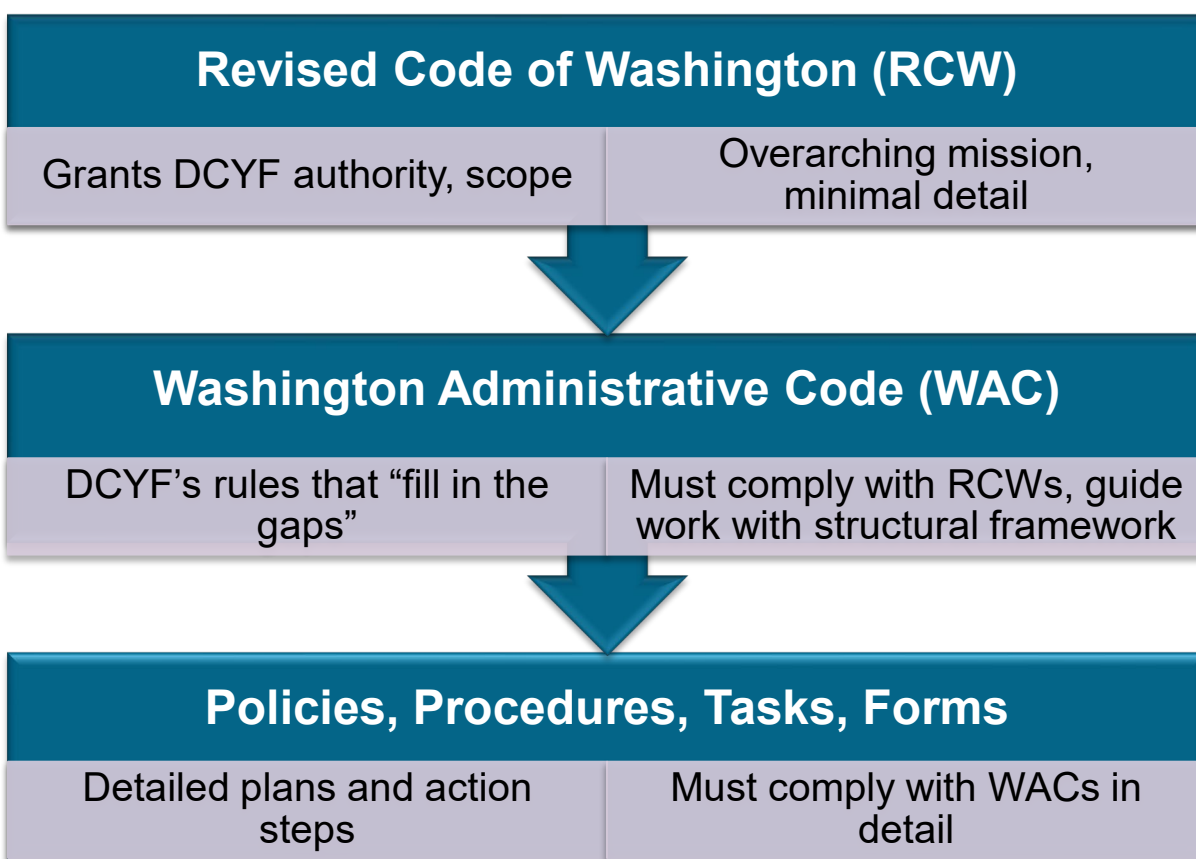 Revised Code of Washington (RCW)
Grants DCYF authority, scope
Overarching mission,
minimal detail
Washington Administrative Code (WAC)
DCYF’s rules that “fill in the
gaps”
Must comply with RCWs, guide
work with structural framework
Policies, Procedures, Tasks, Forms
Detailed plans and action
steps
Must comply with WACs in
detail